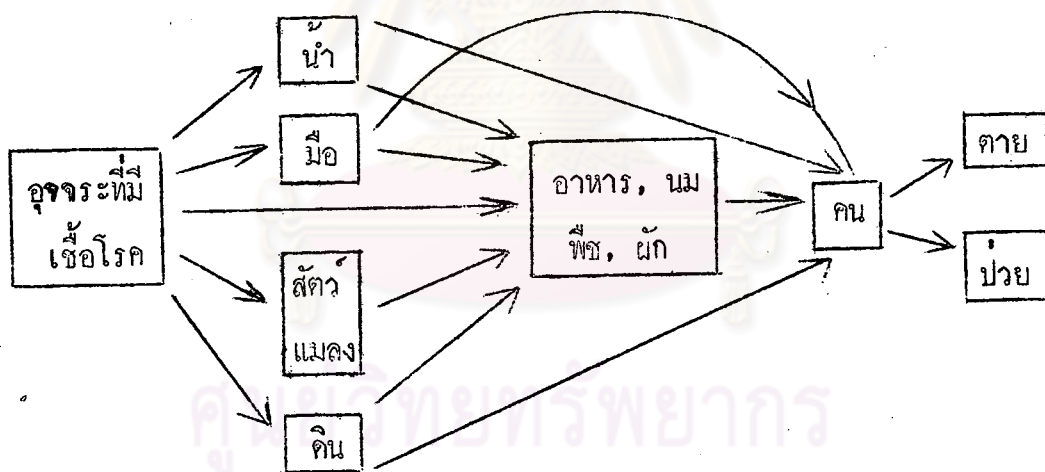 น้ำ
มือ
อุจจระที่มี
เชื้อโรค
สัตว์
แมลง
ดิน
อาหาร, นม
พืช, ผัก
คน
ตาย
ป่วย
ศูนย์วิทยทรัพยากร